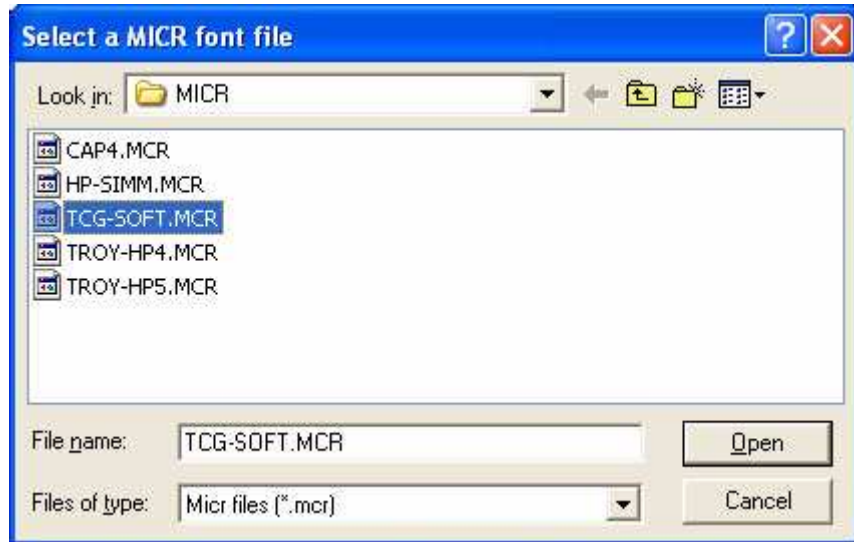 Select a MICR font file
Look in: MICR
CAP4.MCR
HP-SIMM.MCR
TCG-SOFT.MCR
TROY-HP4.MCR
TROY-HP5.MCR
File name: TCG-SOFT.MCR Open
Files of type: Micr files (*.mcr) Cancel